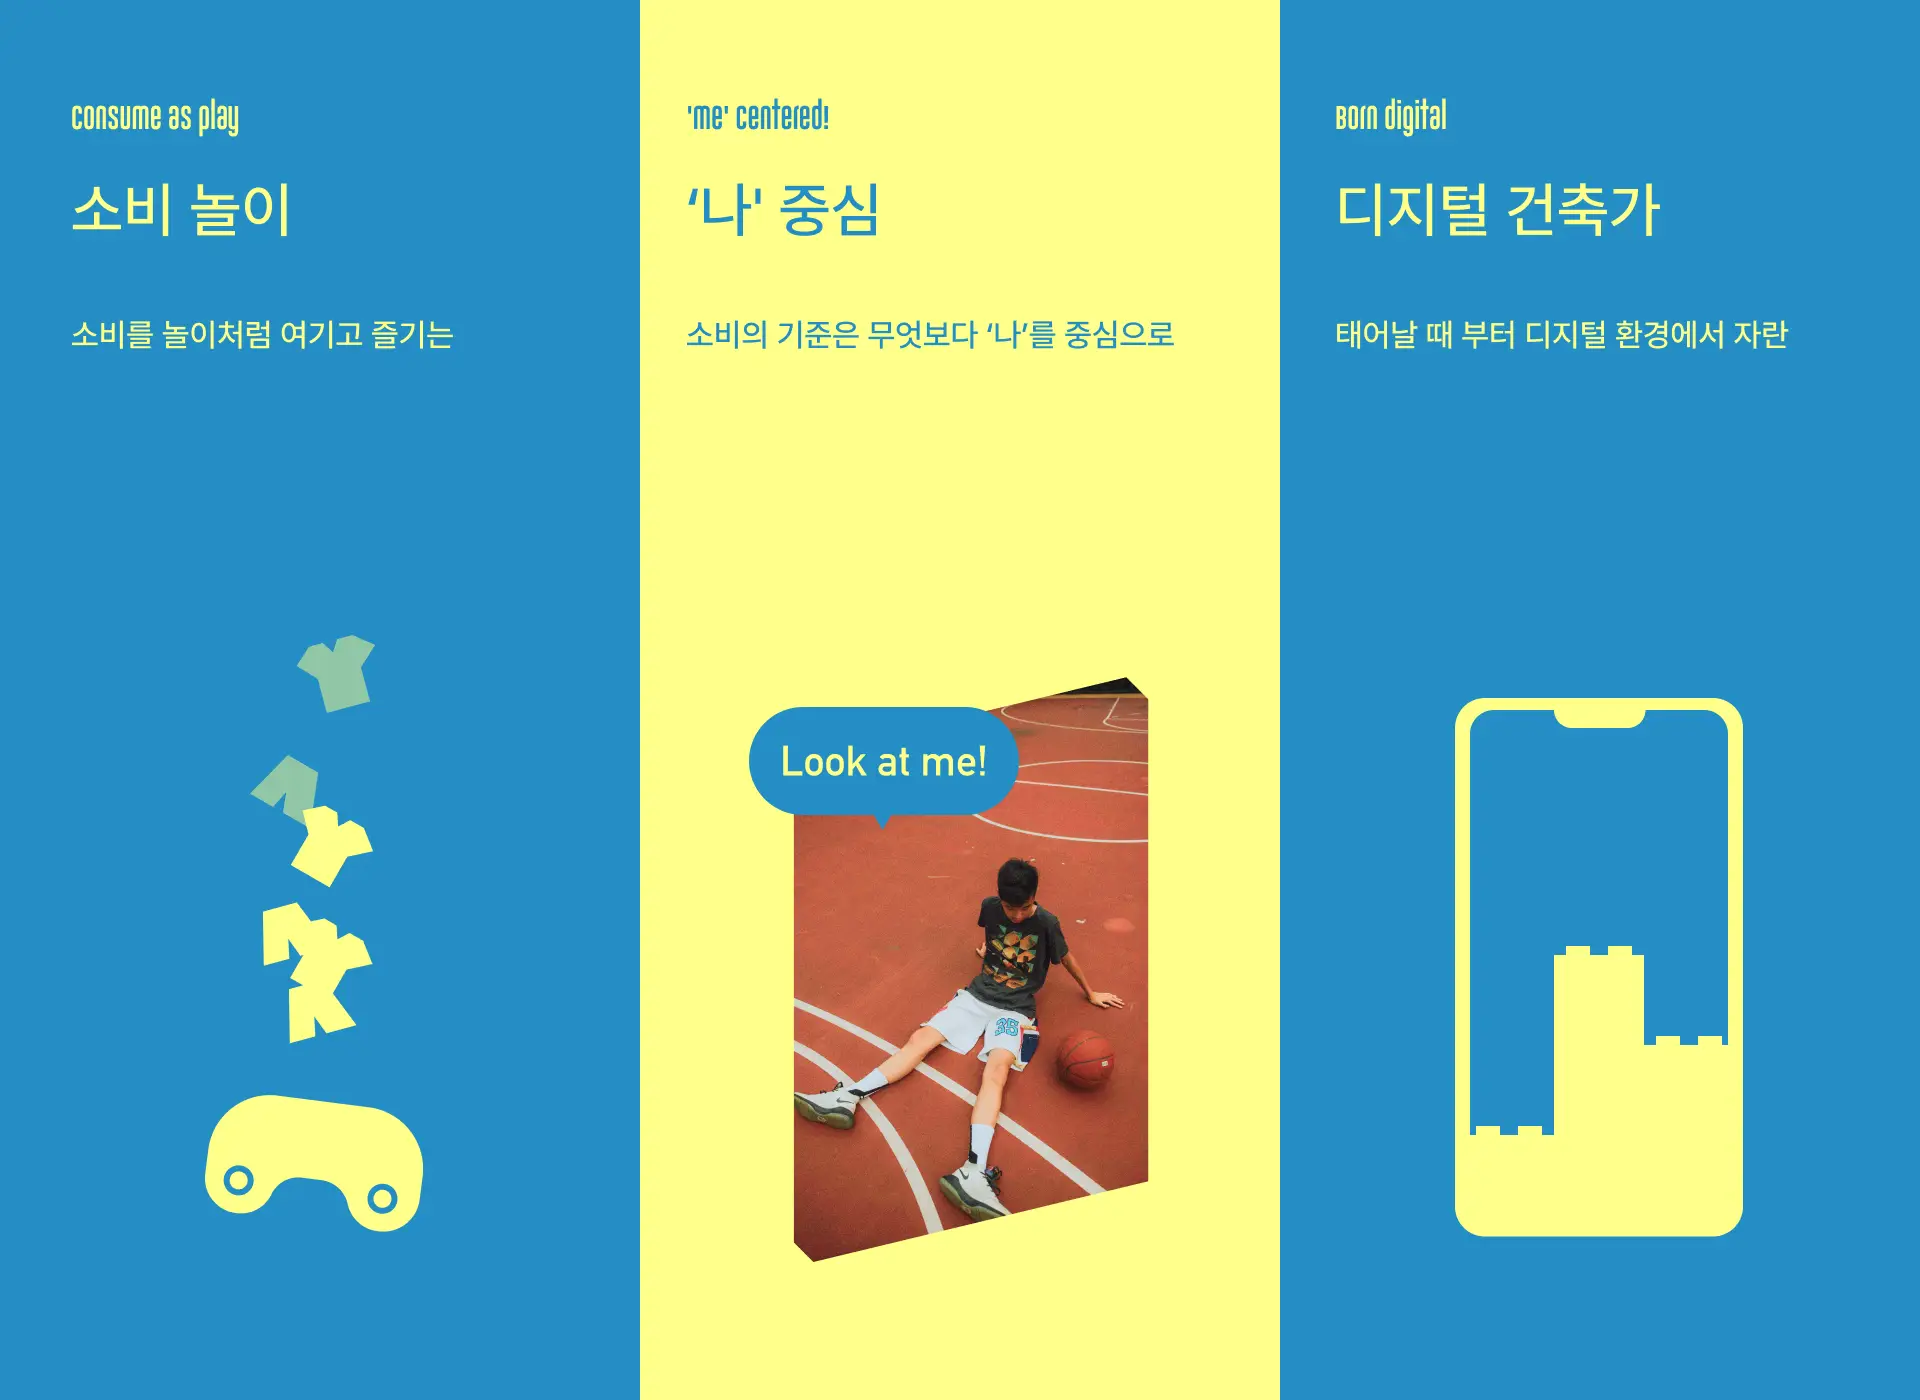 consume as play
소비 놀이
소비를 놀이처럼 여기고 즐기는
'me' centered!
‘나' 중심
소비의 기준은 무엇보다 ‘나’를 중심으로
Look at me!
35
Born digital
디지털 건축가
태어날 때 부터 디지털 환경에서 자란